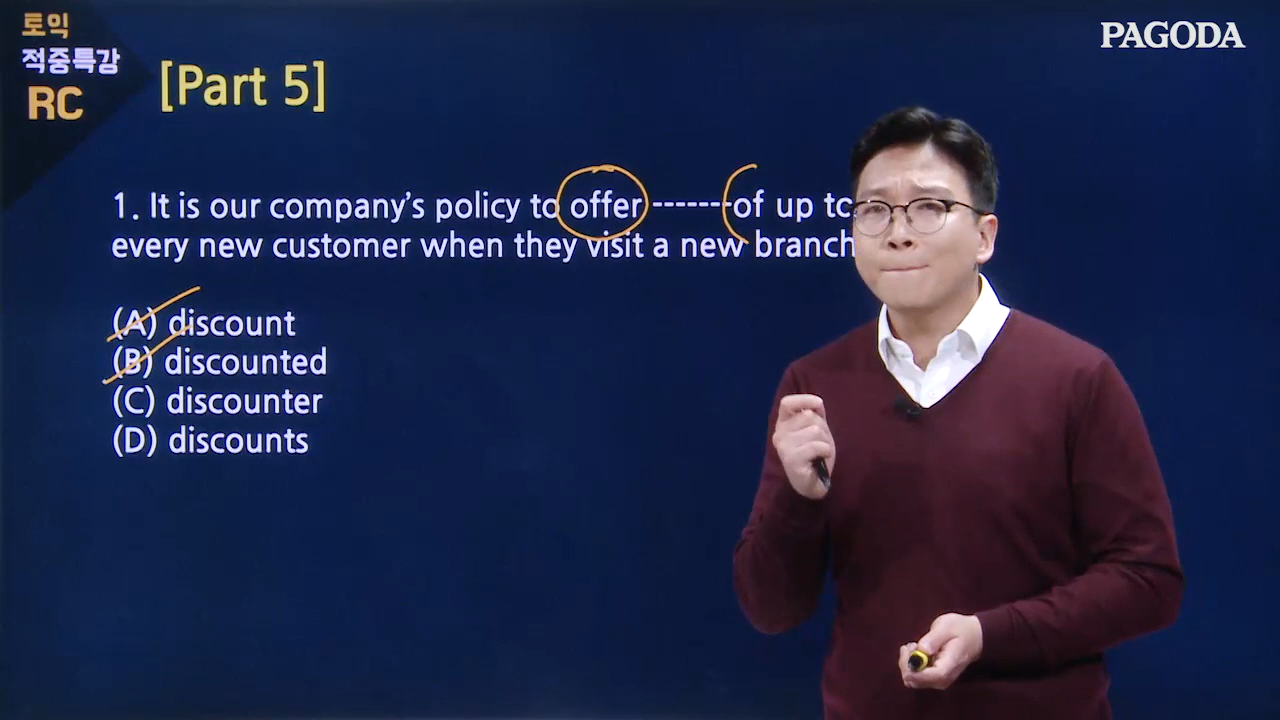 토익
적중특강
RC
PAGODA
[Part 5]
1. It is our company's policy to offer ------- of up
every new customer when they visit a new branch
(A) discount
(B) discounted
(C) discounter
(D) discounts